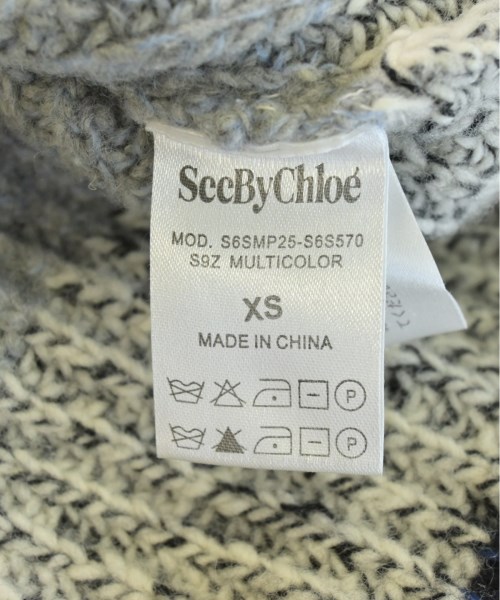 SeeByChloé
MOD. S6SMP25-S6S570
S9Z MULTICOLOR
XS
MADE IN CHINA
P
P